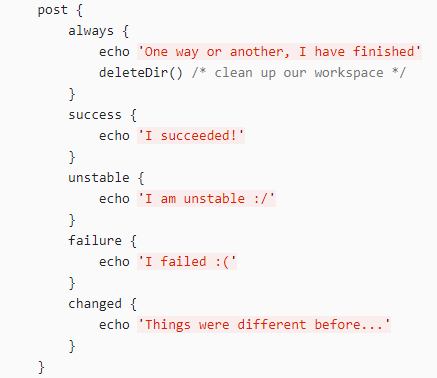 post {
always {
echo 'One way or another, I have finished'
deleteDir() /* clean up our workspace */
}
success {
echo 'I succeeded!'
}
unstable {
echo 'I am unstable :/'
}
failure {
echo 'I failed :('
}
changed {
echo 'Things were different before...'
}
}